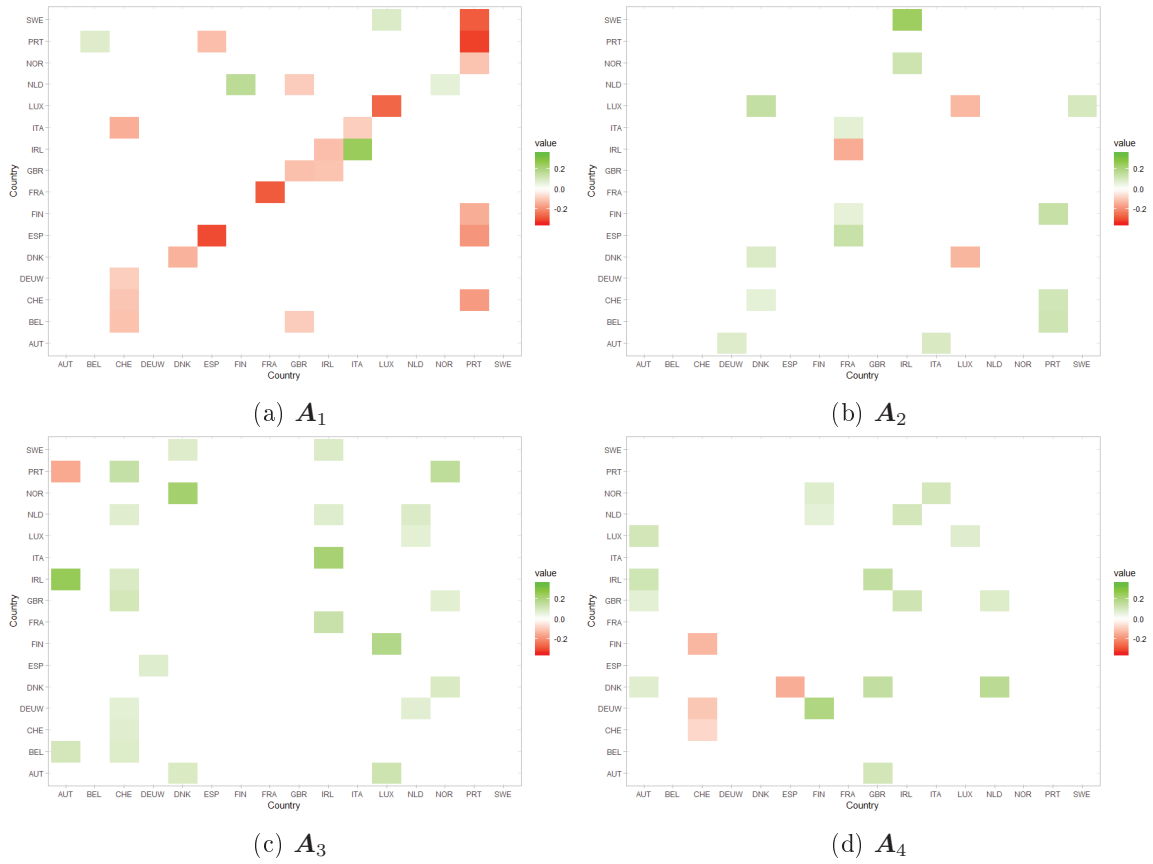 SWE
PRT
NOR
NLD
LUX
ITA
IRL
GBR
FRA
FIN
ESP
DNK
DEUW
CHE
BEL
AUT
Country
AUT BEL CHE DEUW DNK ESP FIN FRA GBR IRL ITA LUX NLD NOR PRT SWE
Country
value
0.2
0.0
-0.2
(a) A1
SWE
PRT
NOR
NLD
LUX
ITA
IRL
GBR
FRA
FIN
ESP
DNK
DEUW
CHE
BEL
AUT
Country
AUT BEL CHE DEUW DNK ESP FIN FRA GBR IRL ITA LUX NLD NOR PRT SWE
Country
value
0.2
0.0
-0.2
(b) A2
SWE
PRT
NOR
NLD
LUX
ITA
IRL
GBR
FRA
FIN
ESP
DNK
DEUW
CHE
BEL
AUT
Country
AUT BEL CHE DEUW DNK ESP FIN FRA GBR IRL ITA LUX NLD NOR PRT SWE
Country
value
0.2
0.0
-0.2
(c) A3
SWE
PRT
NOR
NLD
LUX
ITA
IRL
GBR
FRA
FIN
ESP
DNK
DEUW
CHE
BEL
AUT
Country
AUT BEL CHE DEUW DNK ESP FIN FRA GBR IRL ITA LUX NLD NOR PRT SWE
Country
value
0.2
0.0
-0.2
(d) A4